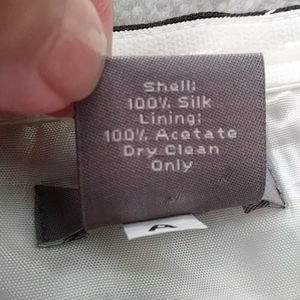 Shell:
100% Silk
Lining:
100% Acetate
Dry Clean
Only
A